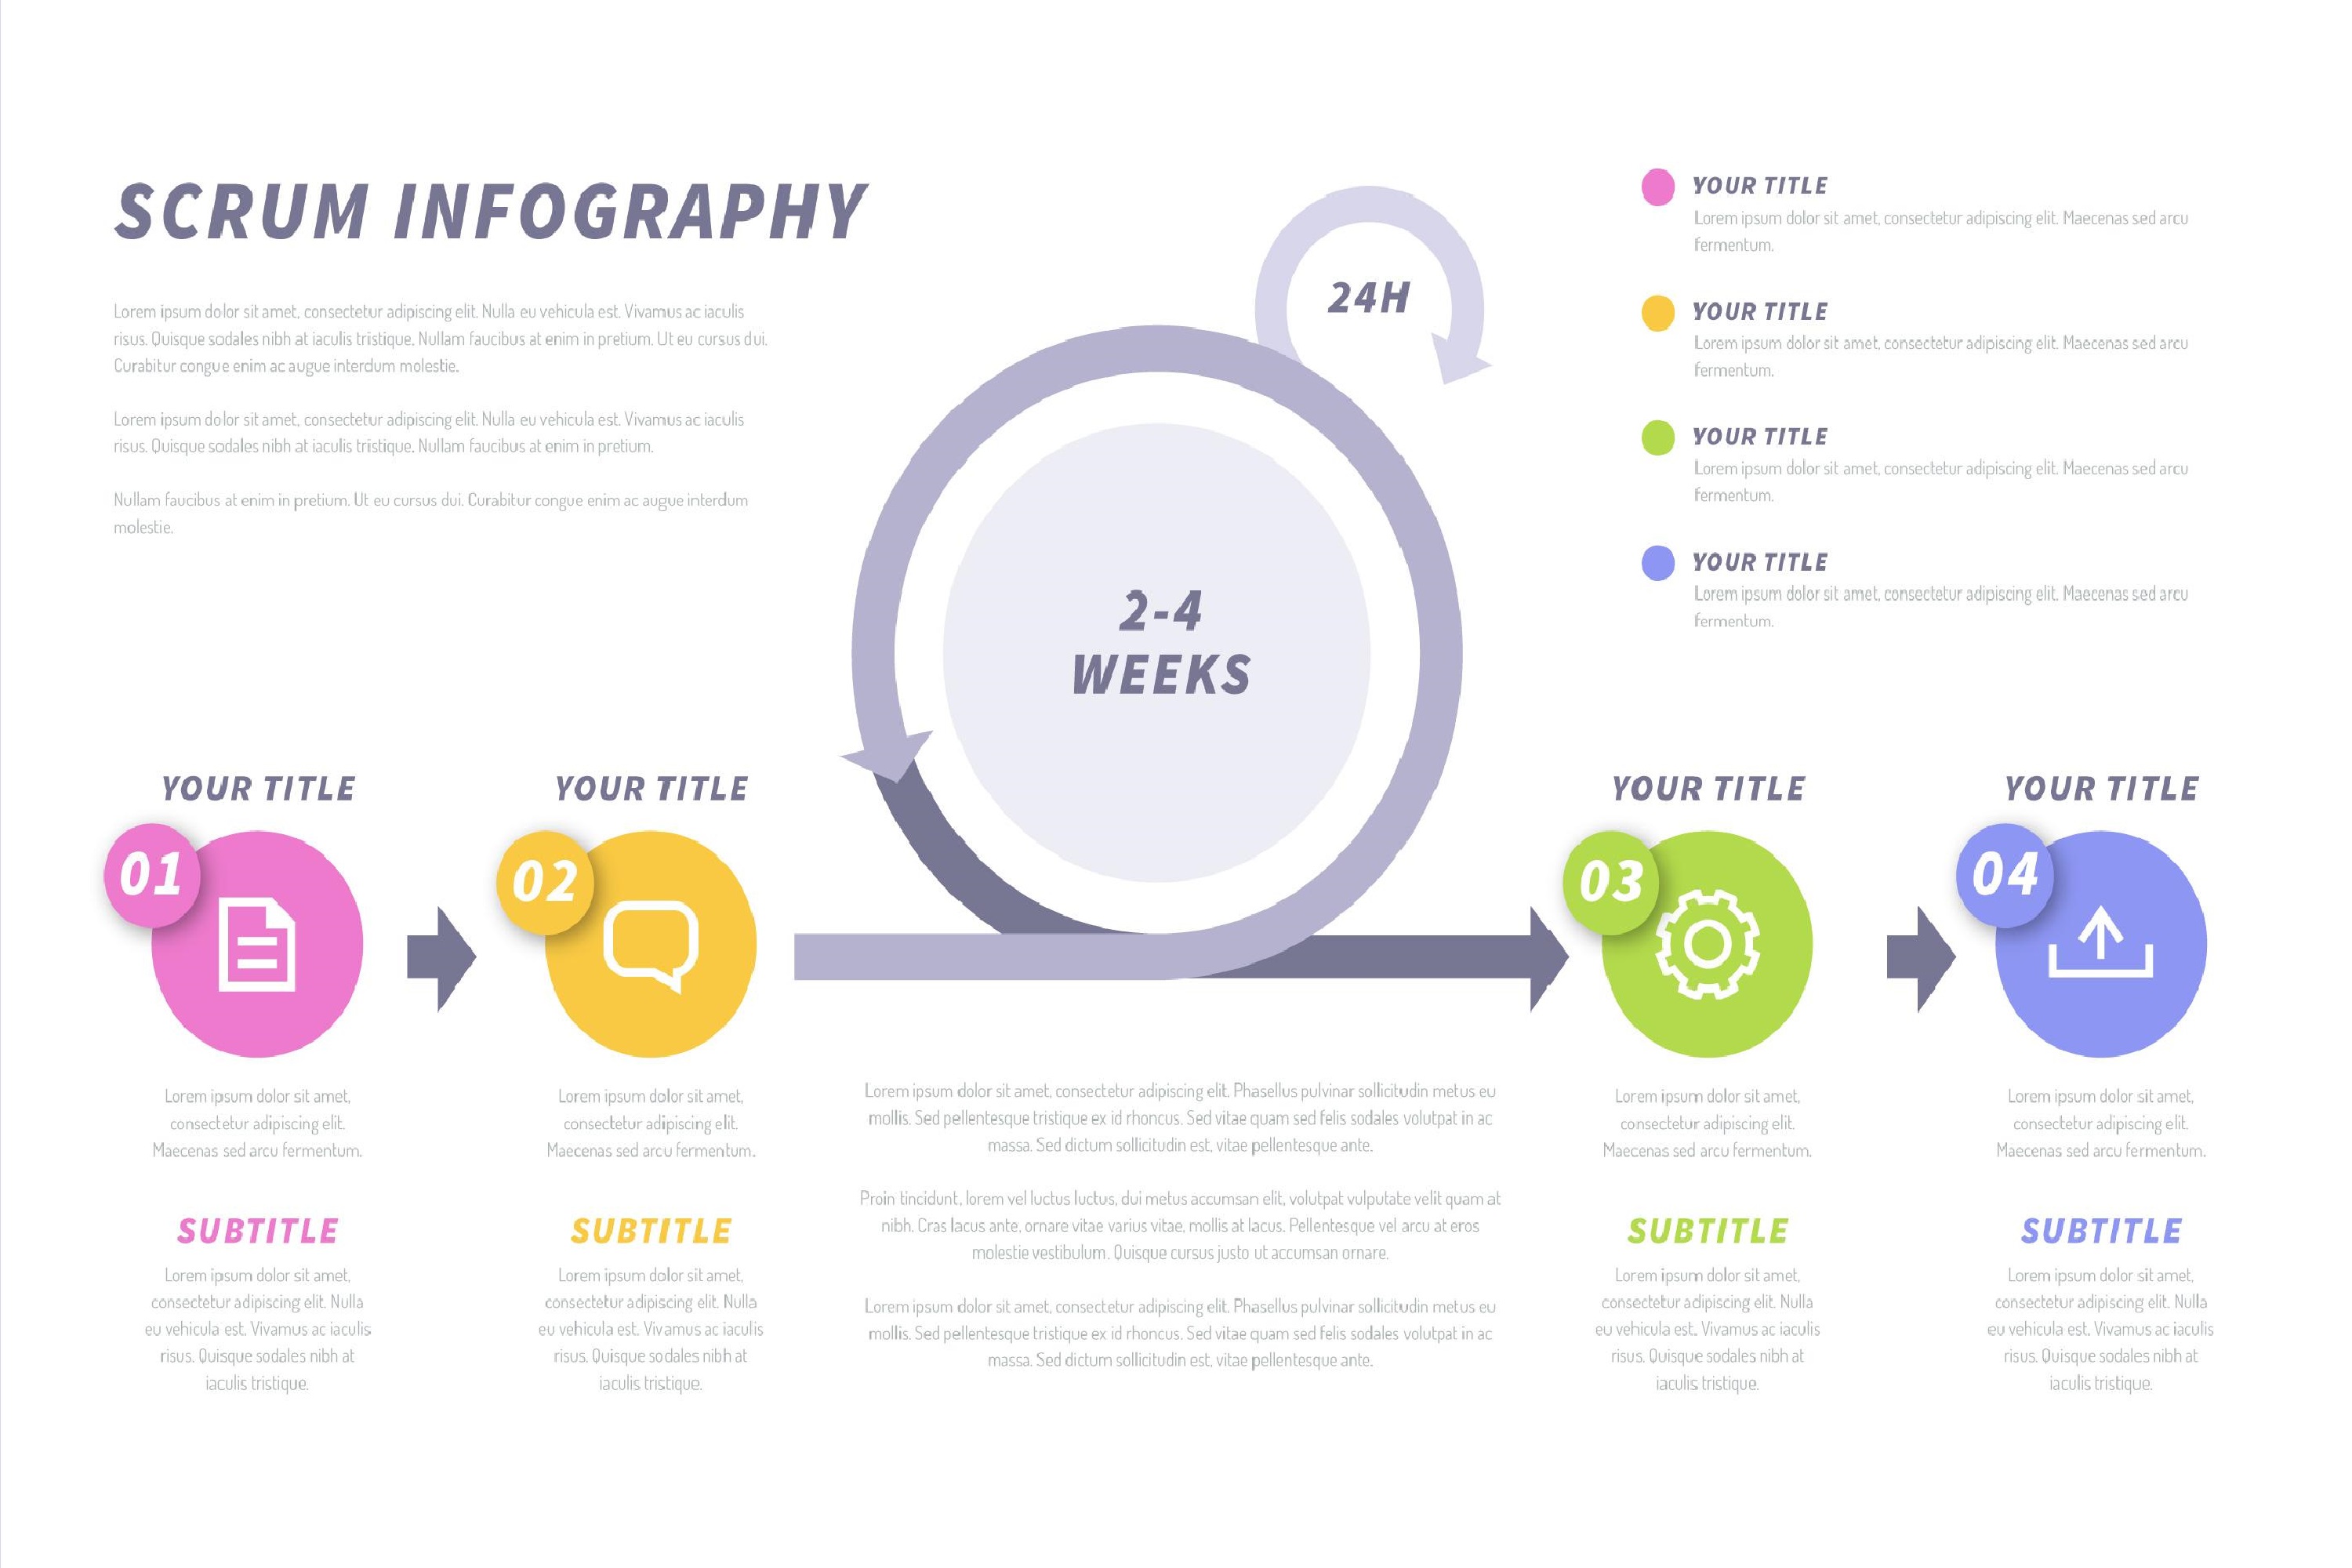 SCRUM INFOGRAPHY
Lorem ipsum dolor sit amet, consectetur adipiscing elit. Nulla eu vehicula est. Vivamus ac iaculis
risus. Quisque sodales nibh at iaculis tristique. Nullam faucibus at enim in pretium. Ut eu cursus dui.
Curabitur congue enim ac augue interdum molestie.
Lorem ipsum dolor sit amet, consectetur adipiscing elit. Nulla eu vehicula est. Vivamus ac iaculis
risus. Quisque sodales nibh at iaculis tristique. Nullam faucibus at enim in pretium.
Nullam faucibus at enim in pretium. Ut eu cursus dui. Curabitur congue enim ac augue interdum
molestie.
24H
2-4
WEEKS
YOUR TITLE
Lorem ipsum dolor sit amet, consectetur adipiscing elit. Maecenas sed arcu
fermentum.
YOUR TITLE
Lorem ipsum dolor sit amet, consectetur adipiscing elit. Maecenas sed arcu
fermentum.
YOUR TITLE
Lorem ipsum dolor sit amet, consectetur adipiscing elit. Maecenas sed arcu
fermentum.
YOUR TITLE
Lorem ipsum dolor sit amet, consectetur adipiscing elit. Maecenas sed arcu
fermentum.
YOUR TITLE
01
Lorem ipsum dolor sit amet,
consectetur adipiscing elit.
Maecenas sed arcu fermentum.
SUBTITLE
Lorem ipsum dolor sit amet,
consectetur adipiscing elit. Nulla
eu vehicula est. Vivamus ac iaculis
risus. Quisque sodales nibh at
iaculis tristique.
YOUR TITLE
02
Lorem ipsum dolor sit amet,
consectetur adipiscing elit.
Maecenas sed arcu fermentum.
SUBTITLE
Lorem ipsum dolor sit amet,
consectetur adipiscing elit. Nulla
eu vehicula est. Vivamus ac iaculis
risus. Quisque sodales nibh at
iaculis tristique.
Lorem ipsum dolor sit amet, consectetur adipiscing elit. Phasellus pulvinar sollicitudin metus eu
mollis. Sed pellentesque tristique ex id rhoncus. Sed vitae quam sed felis sodales volutpat in ac
massa. Sed dictum sollicitudin est, vitae pellentesque ante.
Proin tincidunt, lorem vel luctus luctus, dui metus accumsan elit, volutpat vulputate velit quam at
nibh. Cras lacus ante, ornare vitae varius vitae, mollis at lacus. Pellentesque vel arcu at eros
molestie vestibulum. Quisque cursus justo ut accumsan ornare.
Lorem ipsum dolor sit amet, consectetur adipiscing elit. Phasellus pulvinar sollicitudin metus eu
mollis. Sed pellentesque tristique ex id rhoncus. Sed vitae quam sed felis sodales volutpat in ac
massa. Sed dictum sollicitudin est, vitae pellentesque ante.
YOUR TITLE
03
Lorem ipsum dolor sit amet,
consectetur adipiscing elit.
Maecenas sed arcu fermentum.
SUBTITLE
Lorem ipsum dolor sit amet,
consectetur adipiscing elit. Nulla
eu vehicula est. Vivamus ac iaculis
risus. Quisque sodales nibh at
iaculis tristique.
YOUR TITLE
04
Lorem ipsum dolor sit amet,
consectetur adipiscing elit.
Maecenas sed arcu fermentum.
SUBTITLE
Lorem ipsum dolor sit amet,
consectetur adipiscing elit. Nulla
eu vehicula est. Vivamus ac iaculis
risus. Quisque sodales nibh at
iaculis tristique.